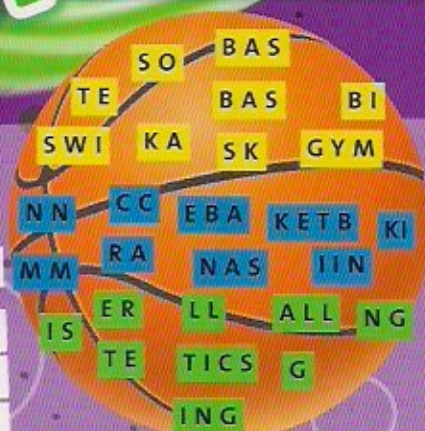 SO BAS
TE BAS BI
SWI KA SK GYM
NN CC EBA KETB KI
MM RA NAS IIN
IS ER LL ALL NG
TE TICS G
ING